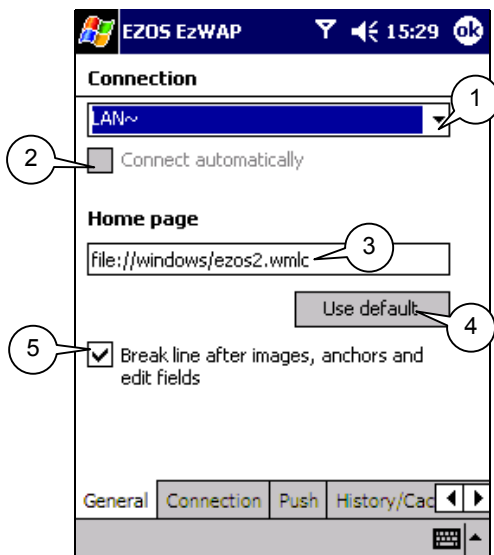 EZOS EzWAP 15:29 ok
Connection
1
LAN~
2
Connect automatically
Home page
3
file://windows/ezos2.wmlc
Use default
4
5
Break line after images, anchors and
edit fields
General Connection Push History/Cac